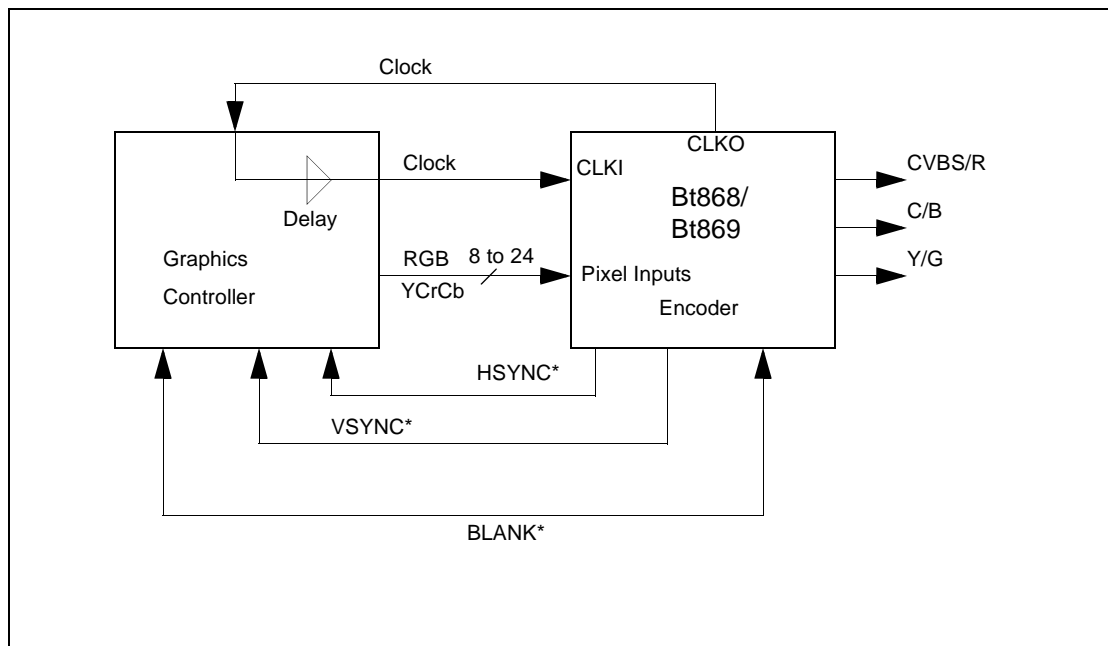 Clock
CLKO
Clock
CLKI
CVBS/R
Bt868/
Bt869
C/B
Delay
Graphics
Controller
RGB 8 to 24
YCrCb
Pixel Inputs
Y/G
Encoder
HSYNC*
VSYNC*
BLANK*